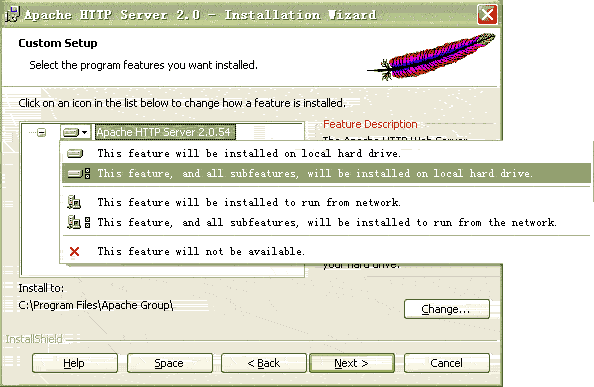 Apache HTTP Server 2.0 - Installation Wizard
Custom Setup
Select the program features you want installed.
Click on an icon in the list below to change how a feature is installed.
Apache HTTP Server 2.0.54
Feature Description
The Apache HTTP Web Server
This feature will be installed on local hard drive.
This feature, and all subfeatures, will be installed on local hard drive.
This feature will be installed to run from network.
This feature, and all subfeatures, will be installed to run from the network.
This feature will not be available.
your hard drive.
Install to:
C:\Program Files\Apache Group\
Change...
InstallShield
Help
Space
< Back
Next >
Cancel